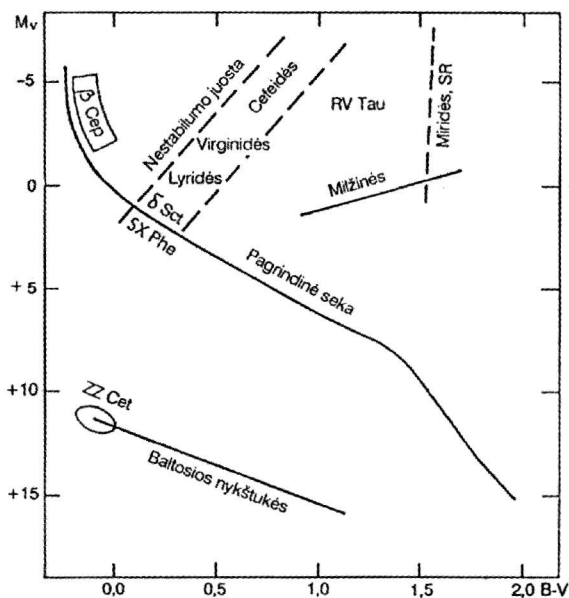 Mv
-5
0
+5
+10
+15
β Cep
Nestabilumo juosta
Cefeidės
Virginidės
Lyridės
δ Sct
SX Phe
RV Tau
Miridės, SR
Milžinės
Pagrindinė seka
ZZ Cet
Baltosios nykštukės
0,0 0,5 1,0 1,5 2,0 B-V